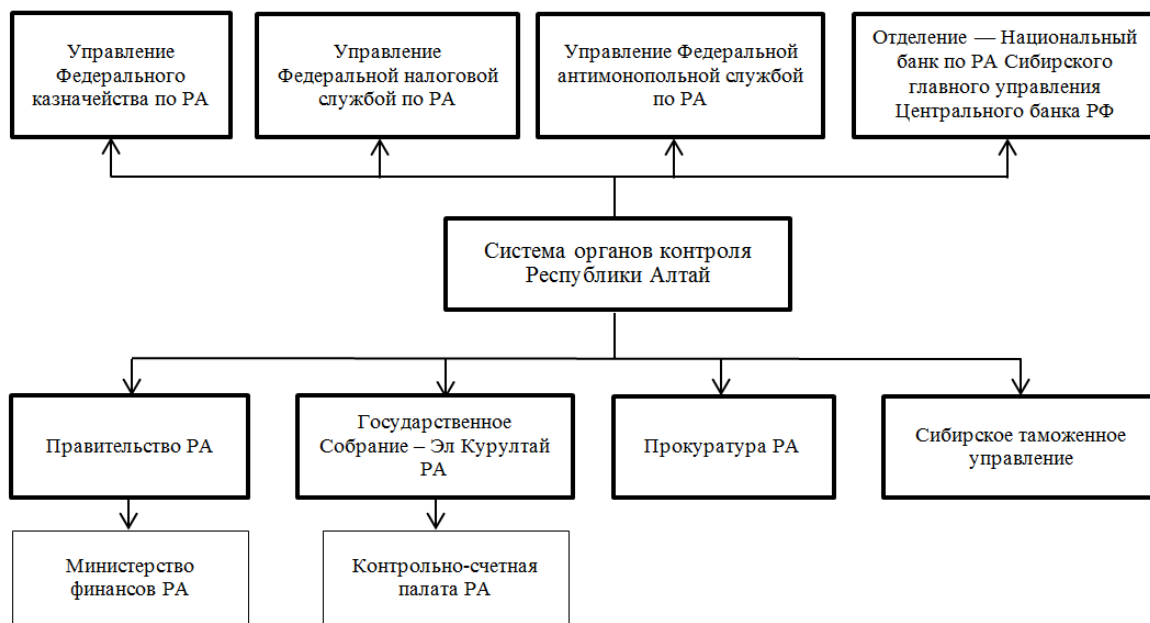 Управление
Федерального
казначейства по РА
Управление
Федеральной налоговой
службой по РА
Управление Федеральной
антимонопольной службой
по РА
Отделение — Национальный
банк по РА Сибирского
главного управления
Центрального банка РФ
Система органов контроля
Республики Алтай
Правительство РА
Государственное
Собрание – Эл Курултай
РА
Прокуратура РА
Сибирское таможенное
управление
Министерство
финансов РА
Контрольно-счетная
палата РА